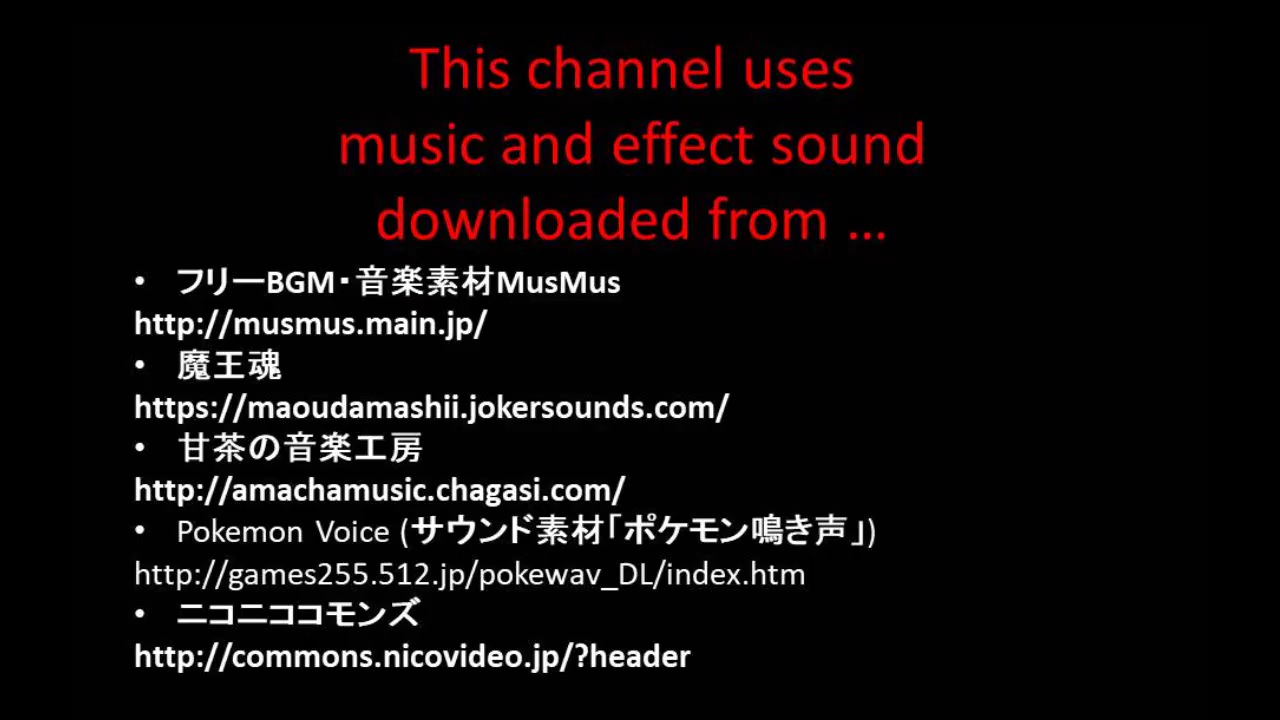 This channel uses
music and effect sound
downloaded from …
• フリーBGM・音楽素材MusMus
http://musmus.main.jp/
• 魔王魂
https://maoudamashii.jokersounds.com/
• 甘茶の音楽工房
http://amachamusic.chagasi.com/
• Pokemon Voice (サウンド素材「ポケモン鳴き声」)
http://games255.512.jp/pokewav_DL/index.htm
• ニコニココモンズ
http://commons.nicovideo.jp/?header